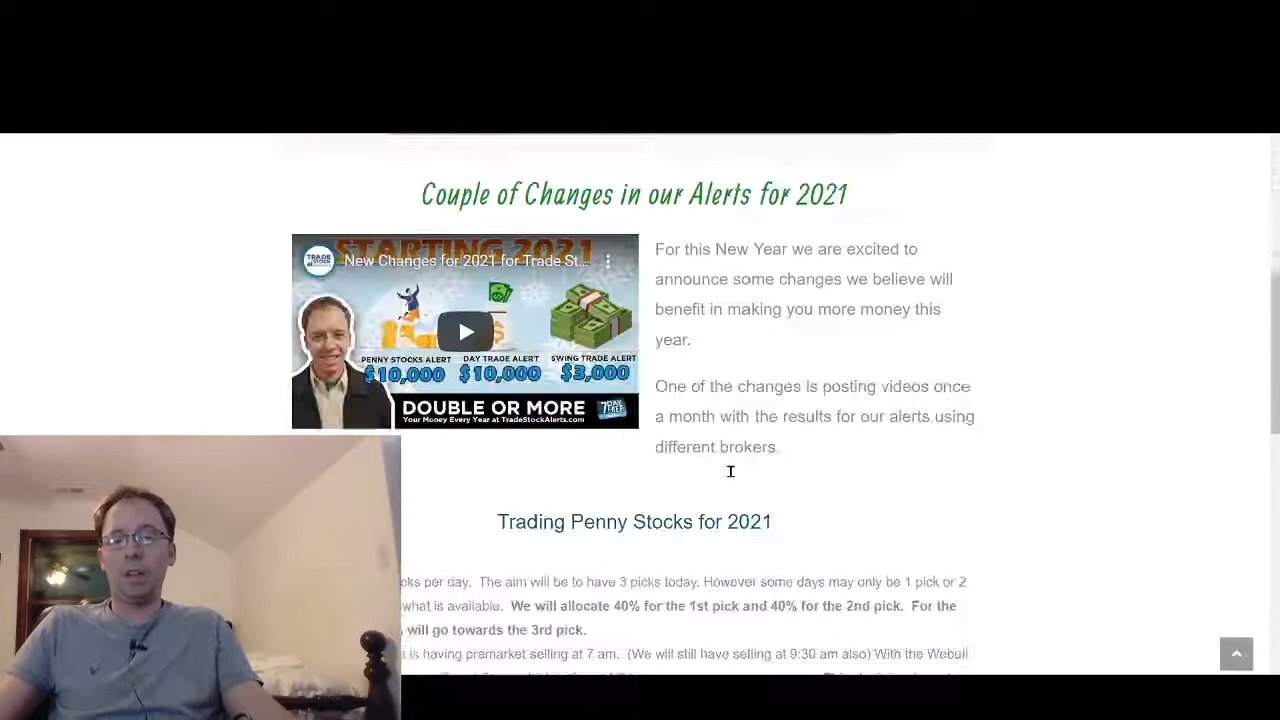 Couple of Changes in our Alerts for 2021
STARTING 2021
TRADE
STOCK
New Changes for 2021 for Trade St...
PENNY STOCKS ALERT
DAY TRADE ALERT
SWING TRADE ALERT
$10,000
$10,000
$3,000
DOUBLE OR MORE
7 DAY
FREE
Your Money Every Year at TradeStockAlerts.com
For this New Year we are excited to
announce some changes we believe will
benefit in making you more money this
year.
One of the changes is posting videos once
a month with the results for our alerts using
different brokers.
Trading Penny Stocks for 2021
per day. The aim will be to have 3 picks today. However some days may only be 1 pick or 2
what is available. We will allocate 40% for the 1st pick and 40% for the 2nd pick. For the
will go towards the 3rd pick.
is having premarket selling at 7 am. (We will still have selling at 9:30 am also) With the Webull